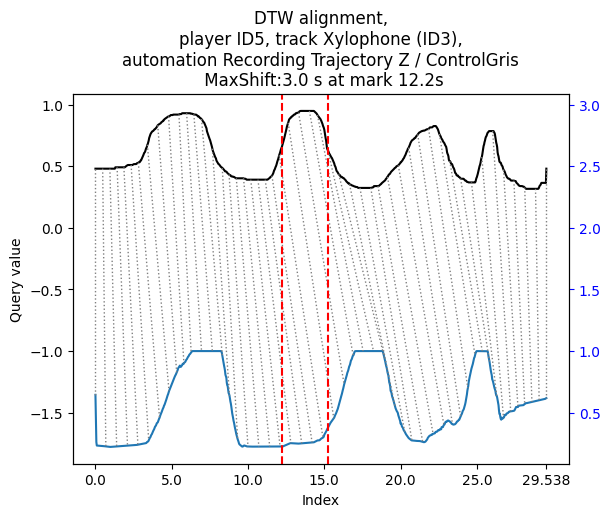 DTW alignment,
player ID5, track Xylophone (ID3),
automation Recording Trajectory Z / ControlGris
MaxShift:3.0 s at mark 12.2s
1.0
0.5
0.0
−0.5
−1.0
−1.5
Query value
3.0
2.5
2.0
1.5
1.0
0.5
0.0 5.0 10.0 15.0 20.0 25.0 29.538
Index